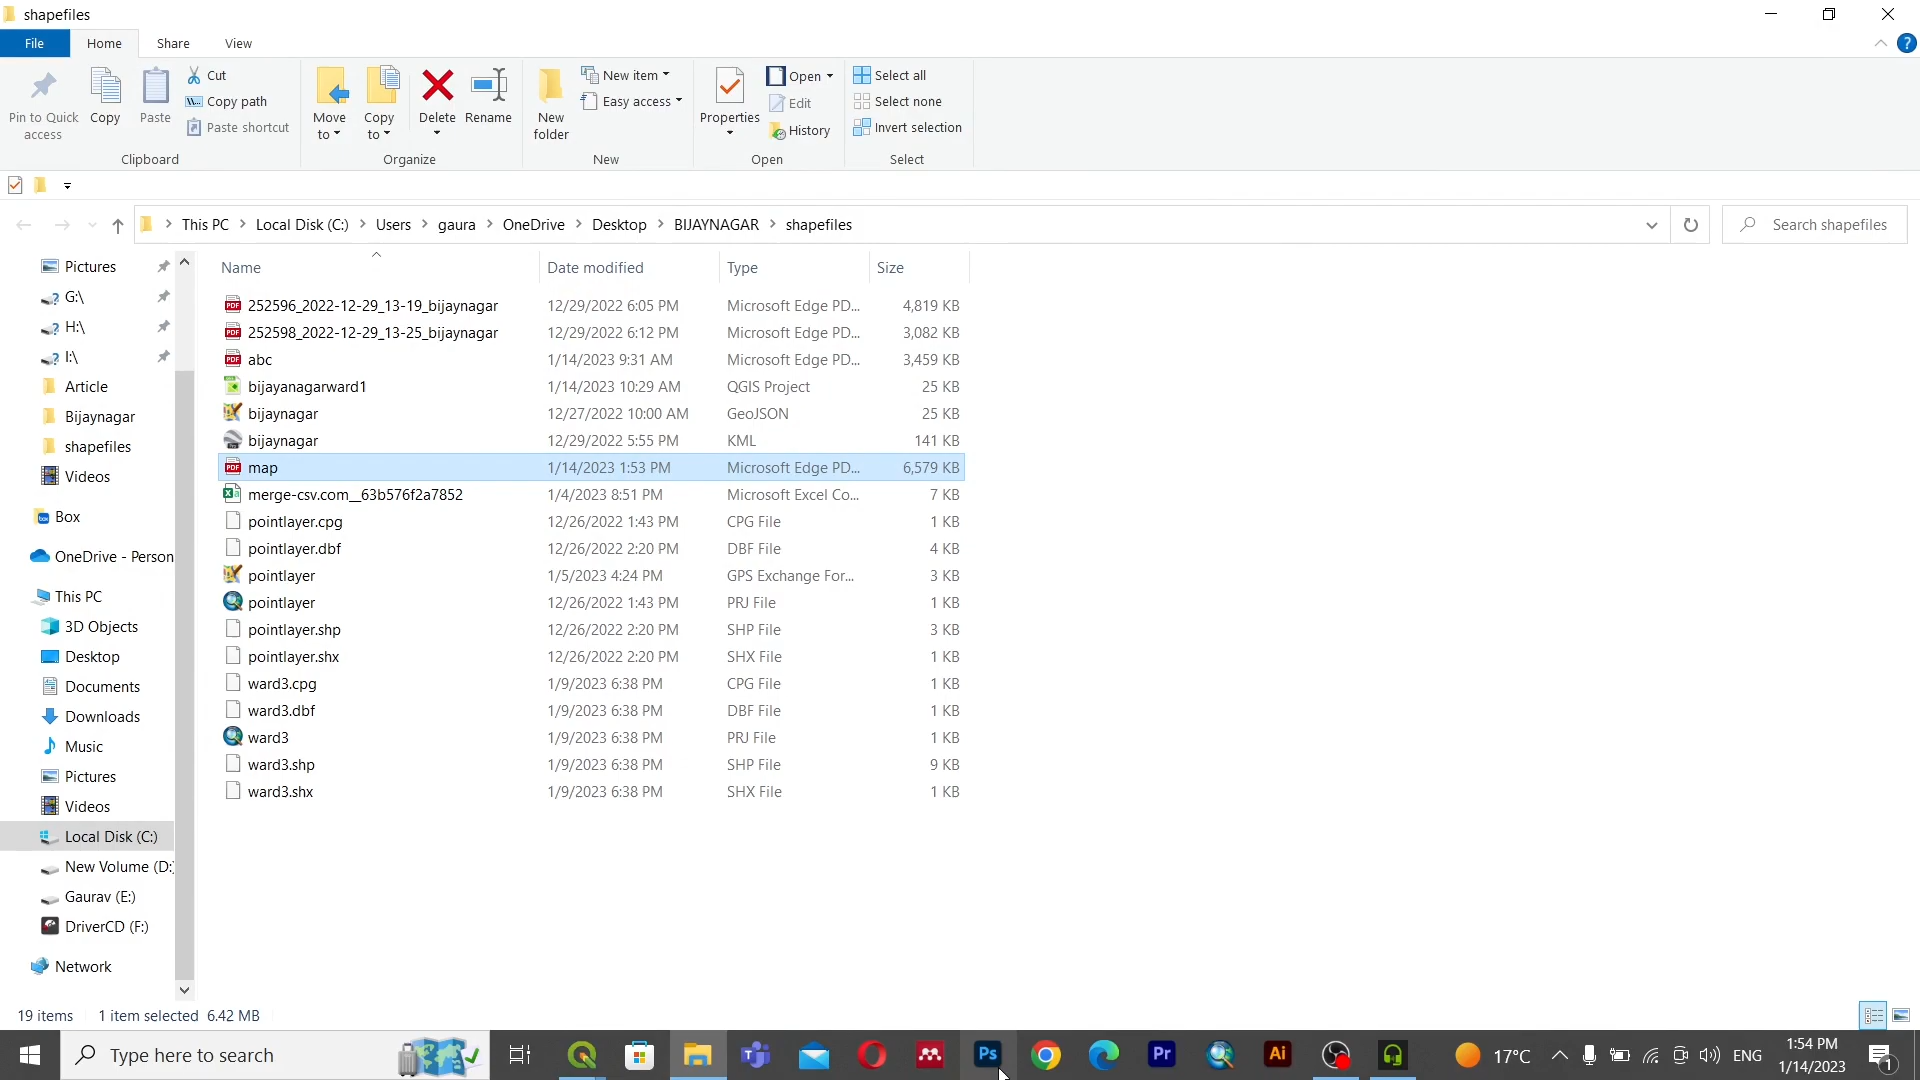 shapefiles
File Home Share View
Cut
New item
Open
Select all
Copy path
Easy access
Edit
Select none
Pin to Quick access
Copy
Paste
Paste shortcut
Move to
Copy to
Delete
Rename
New folder
Properties
History
Invert selection
Clipboard Organize New Open Select
This PC > Local Disk (C:) > Users > gaura > OneDrive > Desktop > BIJAYNAGAR > shapefiles
Search shapefiles
Pictures
G:\
H:\
I:\
Article
Bijaynagar
shapefiles
Videos
Box
OneDrive - Person
This PC
3D Objects
Desktop
Documents
Downloads
Music
Pictures
Videos
Local Disk (C:)
New Volume (D:)
Gaurav (E:)
DriverCD (F:)
Network
Name Date modified Type Size
252596_2022-12-29_13-19_bijaynagar 12/29/2022 6:05 PM Microsoft Edge PD... 4,819 KB
252598_2022-12-29_13-25_bijaynagar 12/29/2022 6:12 PM Microsoft Edge PD... 3,082 KB
abc 1/14/2023 9:31 AM Microsoft Edge PD... 3,459 KB
bijayanagarward1 1/14/2023 10:29 AM QGIS Project 25 KB
bijaynagar 12/27/2022 10:00 AM GeoJSON 25 KB
bijaynagar 12/29/2022 5:55 PM KML 141 KB
map 1/14/2023 1:53 PM Microsoft Edge PD... 6,579 KB
merge-csv.com__63b576f2a7852 1/4/2023 8:51 PM Microsoft Excel Co... 7 KB
pointlayer.cpg 12/26/2022 1:43 PM CPG File 1 KB
pointlayer.dbf 12/26/2022 2:20 PM DBF File 4 KB
pointlayer 1/5/2023 4:24 PM GPS Exchange For... 3 KB
pointlayer 12/26/2022 1:43 PM PRJ File 1 KB
pointlayer.shp 12/26/2022 2:20 PM SHP File 3 KB
pointlayer.shx 12/26/2022 2:20 PM SHX File 1 KB
ward3.cpg 1/9/2023 6:38 PM CPG File 1 KB
ward3.dbf 1/9/2023 6:38 PM DBF File 1 KB
ward3 1/9/2023 6:38 PM PRJ File 1 KB
ward3.shp 1/9/2023 6:38 PM SHP File 9 KB
ward3.shx 1/9/2023 6:38 PM SHX File 1 KB
19 items 1 item selected 6.42 MB
Type here to search
Ps
Pr
Ai
17°C
ENG
1:54 PM
1/14/2023
1